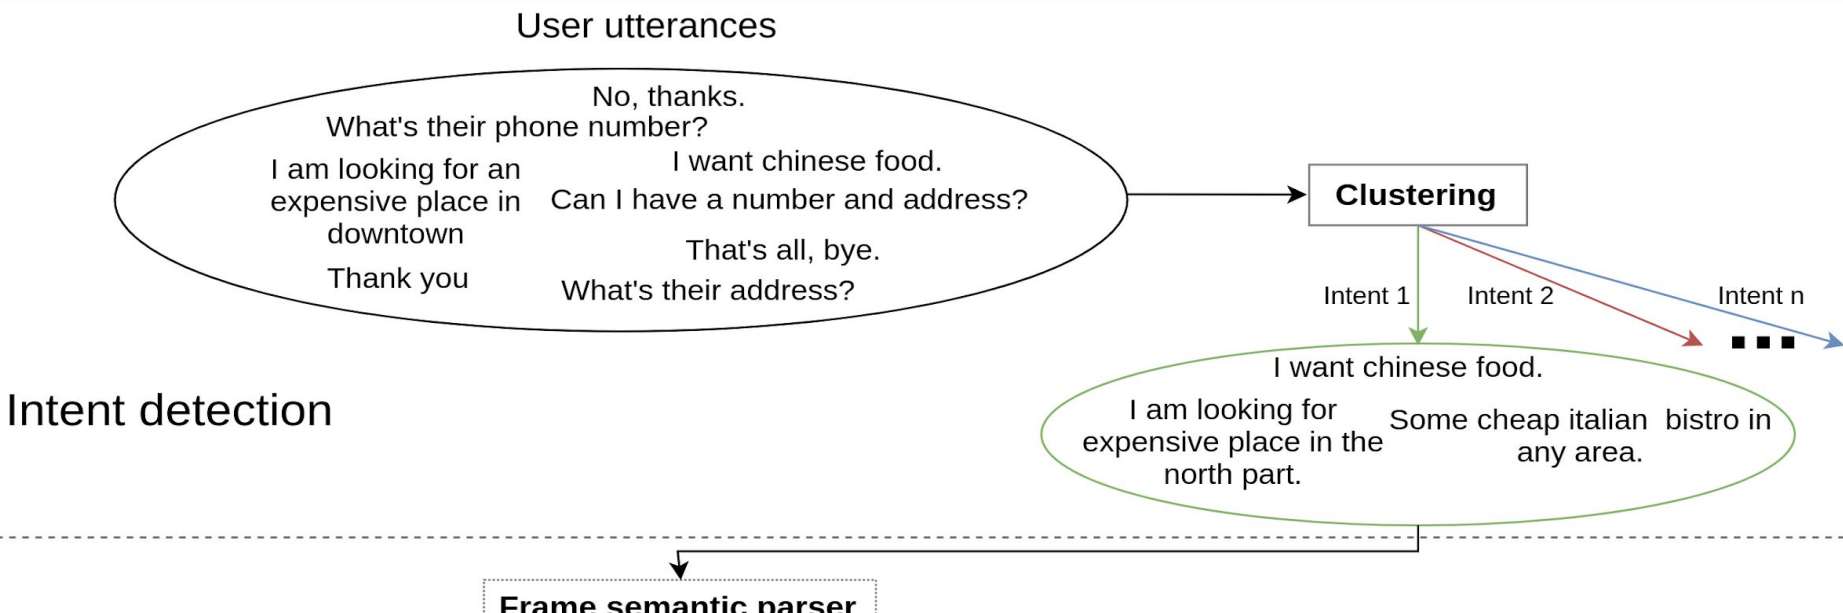 User utterances
No, thanks.
What's their phone number?
I want chinese food.
I am looking for an
expensive place in
downtown
Can I have a number and address?
That's all, bye.
Thank you
What's their address?
Clustering
Intent 1
Intent 2
Intent n
I want chinese food.
I am looking for
expensive place in the
north part.
Some cheap italian bistro in
any area.
Intent detection
Frame semantic parser